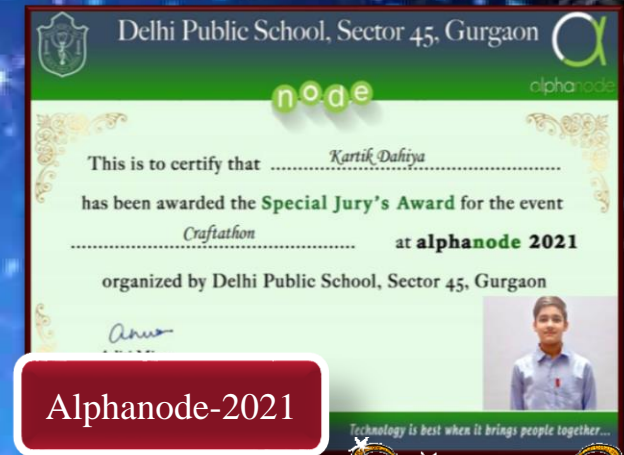 Delhi Public School, Sector 45, Gurgaon
alphanode
node
This is to certify that Kartik Dahiya
has been awarded the Special Jury's Award for the event
Craftathon at alphanode 2021
organized by Delhi Public School, Sector 45, Gurgaon
Alphanode-2021
Technology is best when it brings people together...